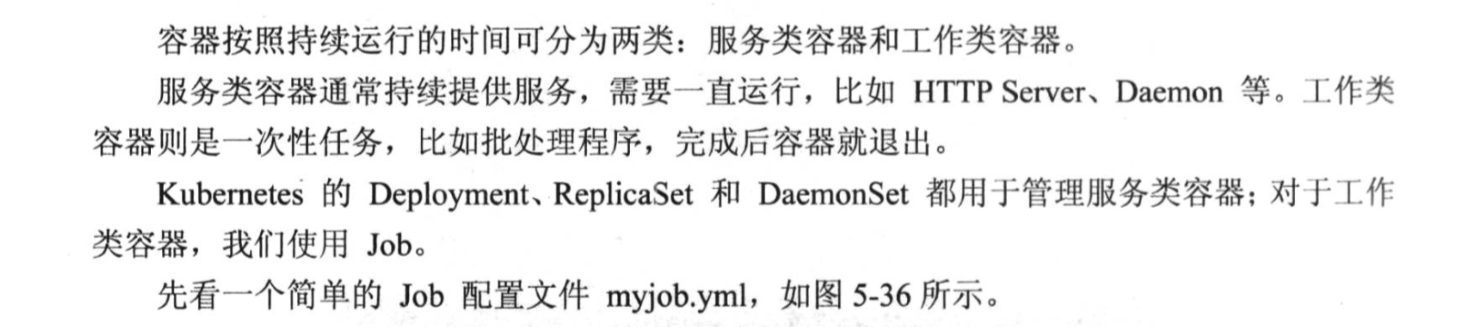 容器按照持续运行的时间可分为两类：服务类容器和工作类容器。
服务类容器通常持续提供服务，需要一直运行，比如 HTTP Server、Daemon 等。工作类
容器则是一次性任务，比如批处理程序，完成后容器就退出。
Kubernetes 的 Deployment、ReplicaSet 和 DaemonSet 都用于管理服务类容器；对于工作
类容器，我们使用 Job。
先看一个简单的 Job 配置文件 myjob.yml，如图 5-36 所示。